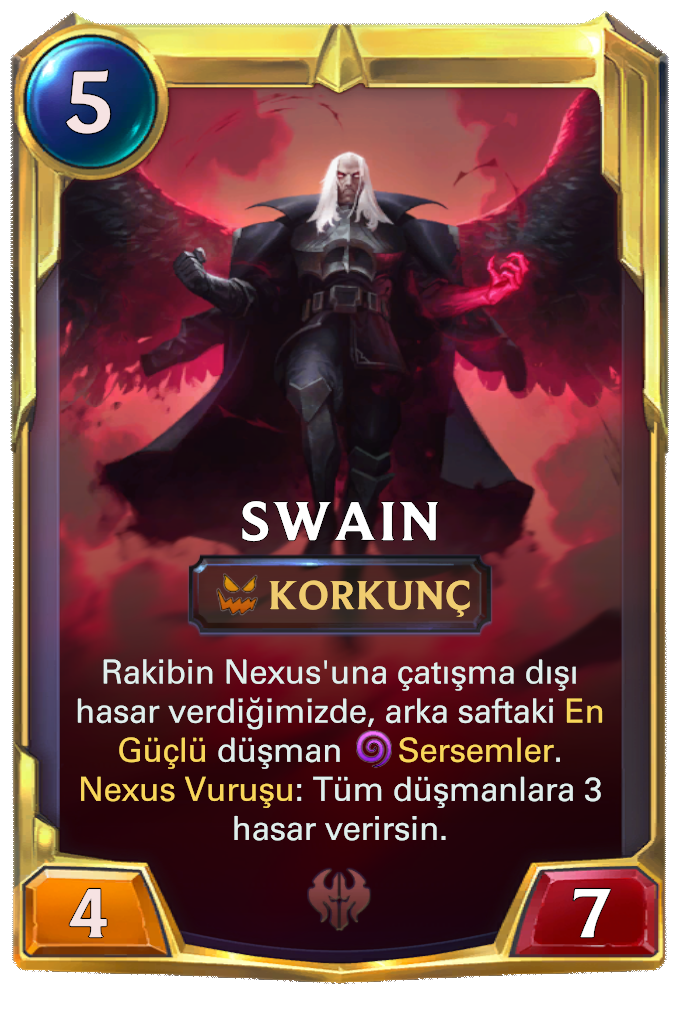 5
SWAIN
KORKUNÇ
Rakibin Nexus'una çatışma dışı
hasar verdiğimizde, arka saftaki En
Güçlü düşman Sersemler.
Nexus Vuruşu: Tüm düşmanlara 3
hasar verirsin.
4
7